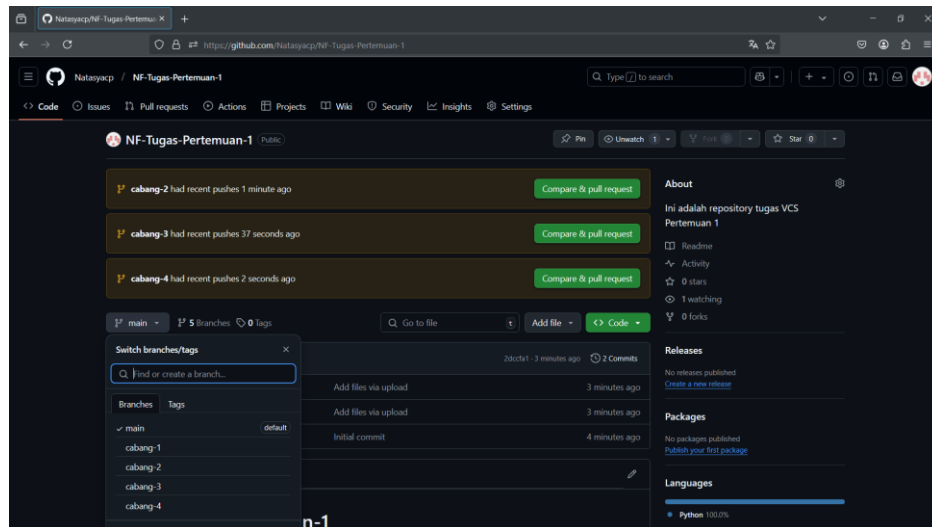 Natasyacp/NF-Tugas-Pertemuan
https://github.com/Natasyacp/NF-Tugas-Pertemuan-1
Natasyacp / NF-Tugas-Pertemuan-1
Type / to search
Code Issues Pull requests Actions Projects Wiki Security Insights Settings
NF-Tugas-Pertemuan-1 Public
Pin Unwatch 1 Fork 0 Star 0
cabang-2 had recent pushes 1 minute ago Compare & pull request
cabang-3 had recent pushes 37 seconds ago Compare & pull request
cabang-4 had recent pushes 2 seconds ago Compare & pull request
main 5 Branches 0 Tags Go to file t Add file Code
Switch branches/tags
Find or create a branch...
Branches Tags
main default
cabang-1
cabang-2
cabang-3
cabang-4
2dccfa1 · 3 minutes ago 2 Commits
Add files via upload 3 minutes ago
Add files via upload 3 minutes ago
Initial commit 4 minutes ago
n-1
About
Ini adalah repository tugas VCS
Pertemuan 1
Readme
Activity
0 stars
1 watching
0 forks
Releases
No releases published
Create a new release
Packages
No packages published
Publish your first package
Languages
Python 100.0%